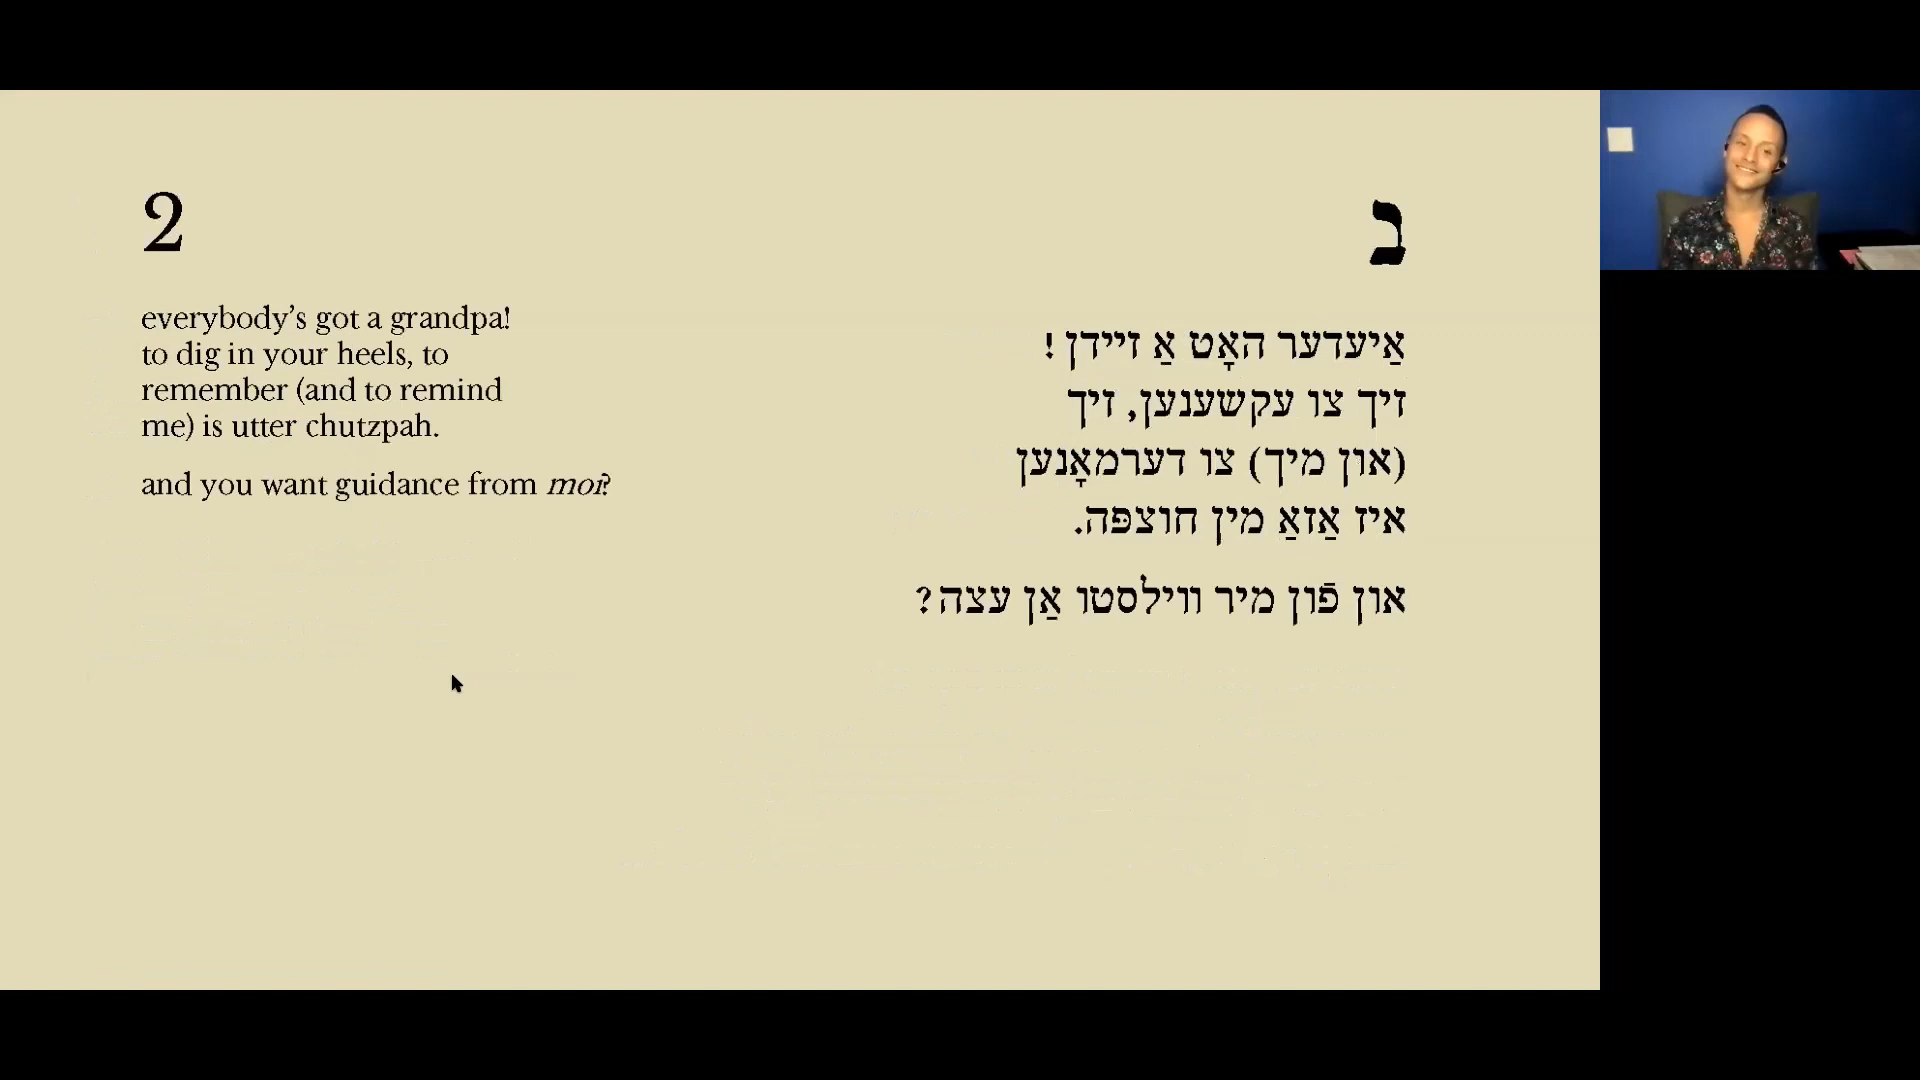 2
everybody’s got a grandpa!
to dig in your heels, to
remember (and to remind
me) is utter chutzpah.
and you want guidance from moi?
ב
אַיעדער האָט אַ זיידן!
זיך צו עקשענען, זיך
(און מיך) צו דערמאָנען
איז אַזאַ מין חוצפּה.
און פֿון מיר ווילסטו אַן עצה?